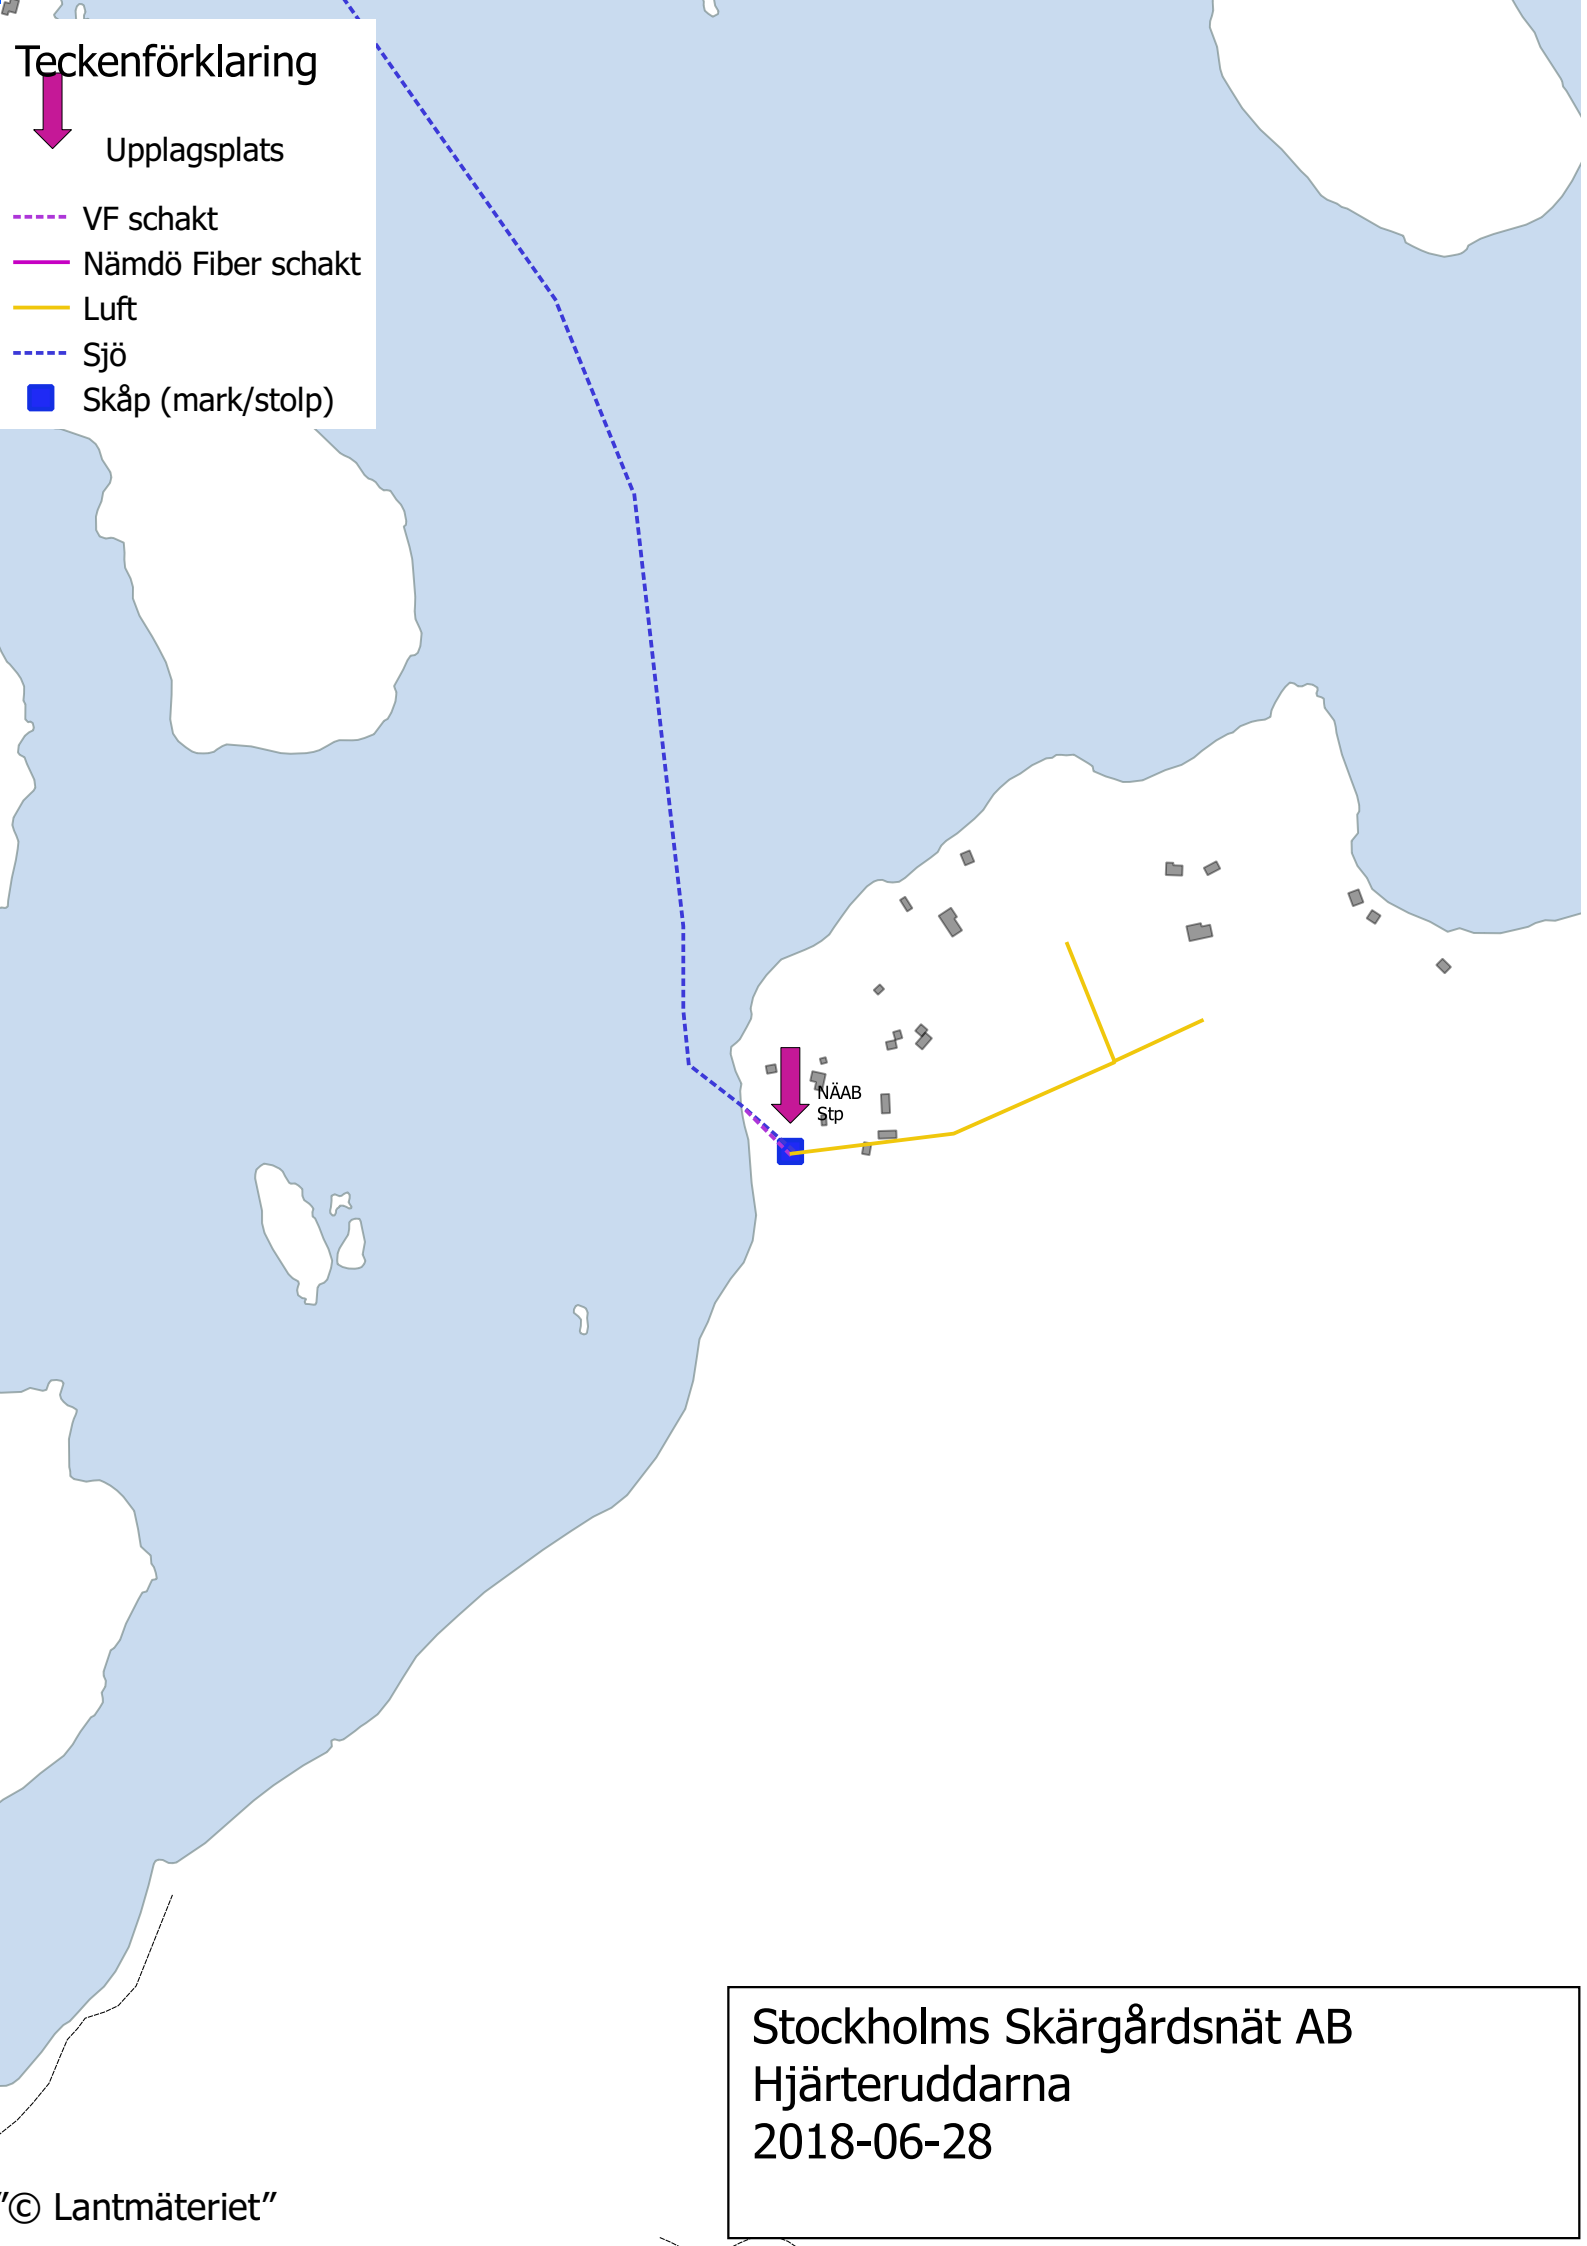 Teckenförklaring
Upplagsplats
VF schakt
Nämdö Fiber schakt
Luft
Sjö
Skåp (mark/stolp)
NÄAB
Stp
Stockholms Skärgårdsnät AB
Hjärteruddarna
2018-06-28
"© Lantmäteriet"